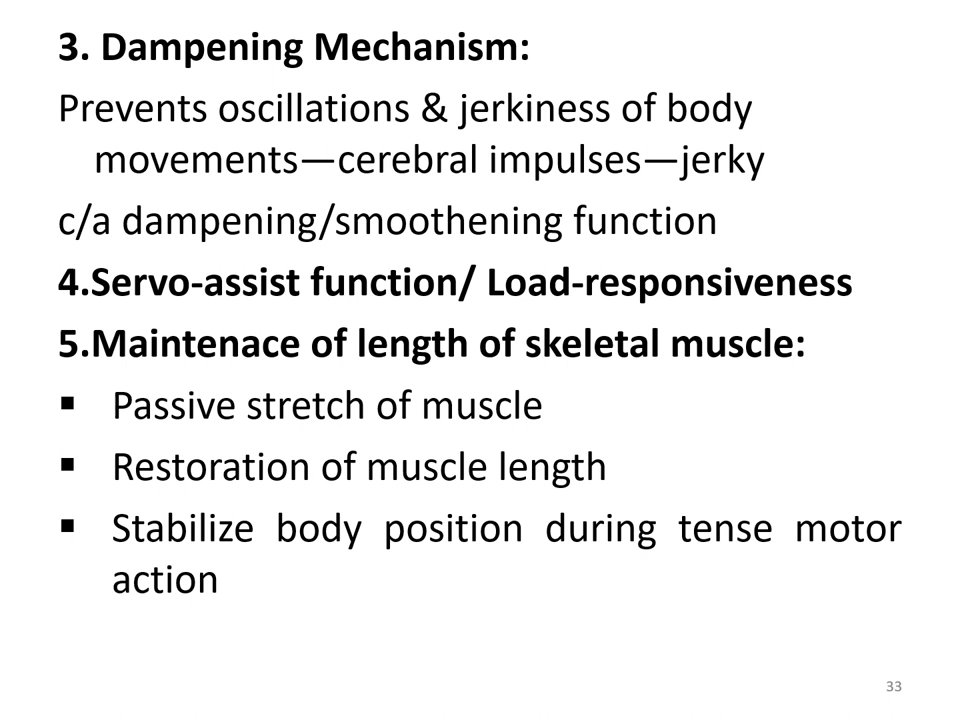 3. Dampening Mechanism:
Prevents oscillations & jerkiness of body
movements—cerebral impulses—jerky
c/a dampening/smoothening function
4.Servo-assist function/ Load-responsiveness
5.Maintenace of length of skeletal muscle:
▪ Passive stretch of muscle
▪ Restoration of muscle length
▪ Stabilize body position during tense motor
action
33